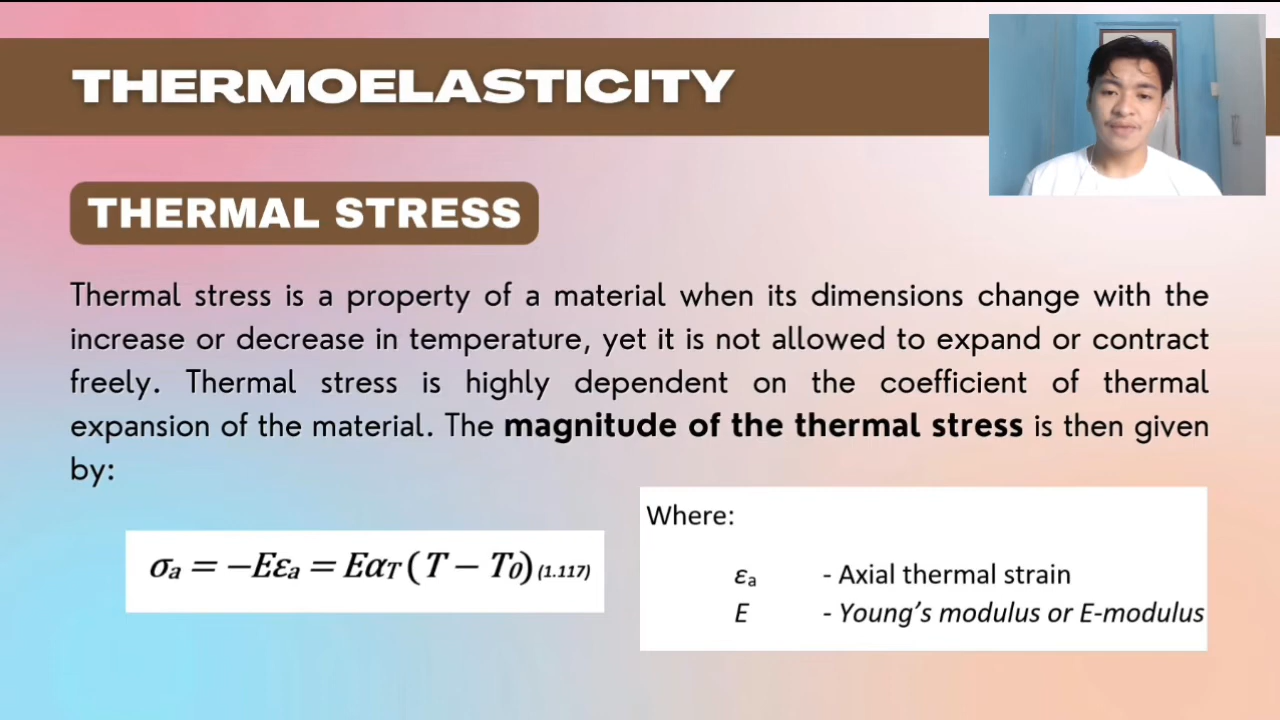 THERMOELASTICITY
THERMAL STRESS
Thermal stress is a property of a material when its dimensions change with the
increase or decrease in temperature, yet it is not allowed to expand or contract
freely. Thermal stress is highly dependent on the coefficient of thermal
expansion of the material. The magnitude of the thermal stress is then given
by:
σₐ = −Eεₐ = Eα_T (T − T₀) (1.117)
Where:
εₐ - Axial thermal strain
E - Young’s modulus or E-modulus